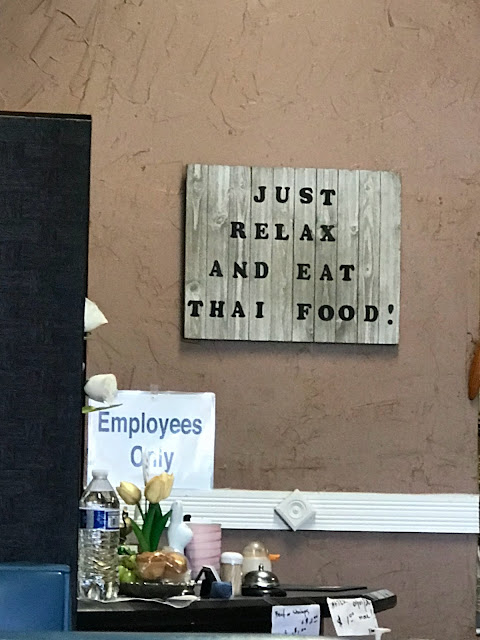 JUST
RELAX
AND EAT
THAI FOOD!
Employees
Only